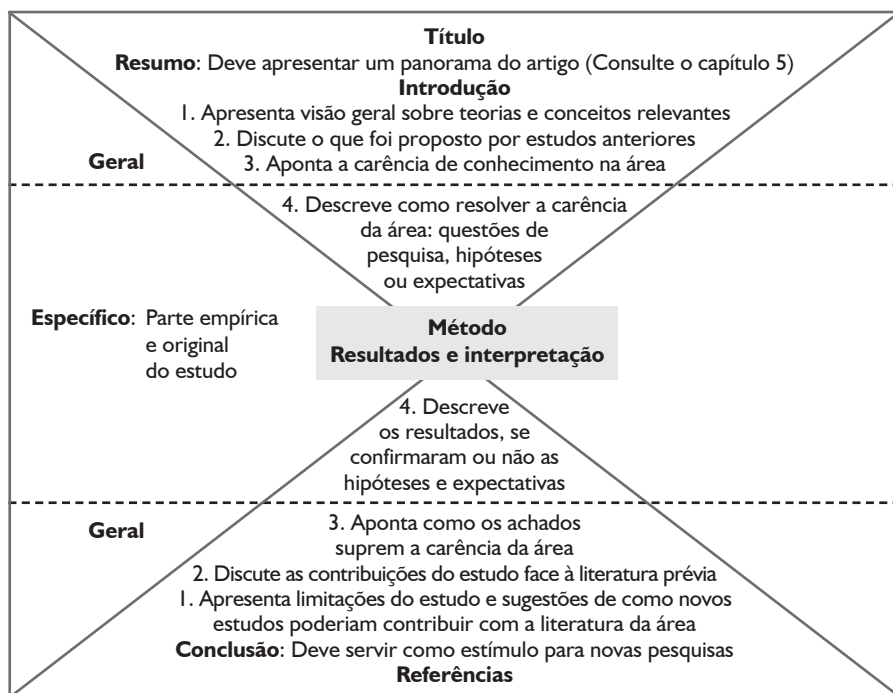 Título
Resumo: Deve apresentar um panorama do artigo (Consulte o capítulo 5)
Introdução
1. Apresenta visão geral sobre teorias e conceitos relevantes
2. Discute o que foi proposto por estudos anteriores
Geral
3. Aponta a carência de conhecimento na área
4. Descreve como resolver a carência
da área: questões de
pesquisa, hipóteses
ou expectativas
Específico: Parte empírica
e original
do estudo
Método
Resultados e interpretação
4. Descreve
os resultados, se
confirmaram ou não as
hipóteses e expectativas
Geral
3. Aponta como os achados
suprem a carência da área
2. Discute as contribuições do estudo face à literatura prévia
1. Apresenta limitações do estudo e sugestões de como novos
estudos poderiam contribuir com a literatura da área
Conclusão: Deve servir como estímulo para novas pesquisas
Referências